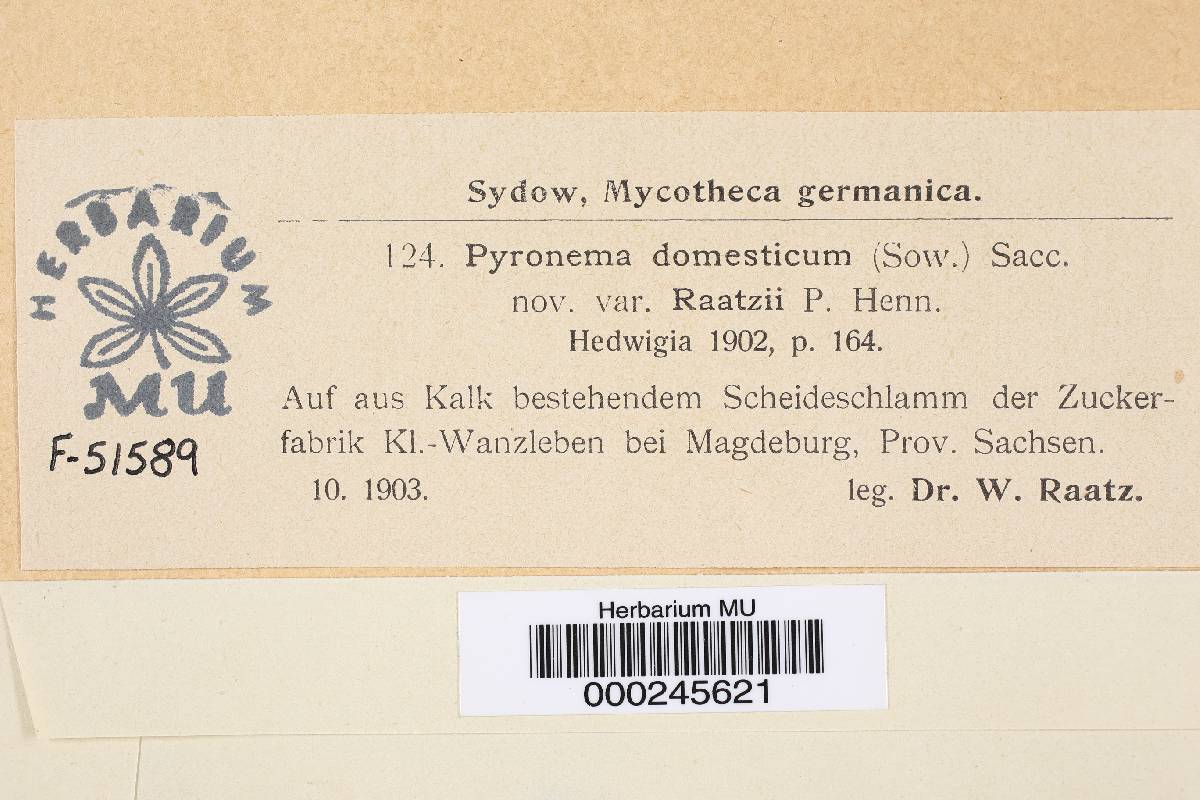 HERBARIUM
MU
F-51589
Sydow, Mycotheca germanica.
124. Pyronema domesticum (Sow.) Sacc.
nov. var. Raatzii P. Henn.
Hedwigia 1902, p. 164.
Auf aus Kalk bestehendem Scheideschlamm der Zucker-
fabrik Kl.-Wanzleben bei Magdeburg, Prov. Sachsen.
10. 1903.
leg. Dr. W. Raatz.
Herbarium MU
000245621